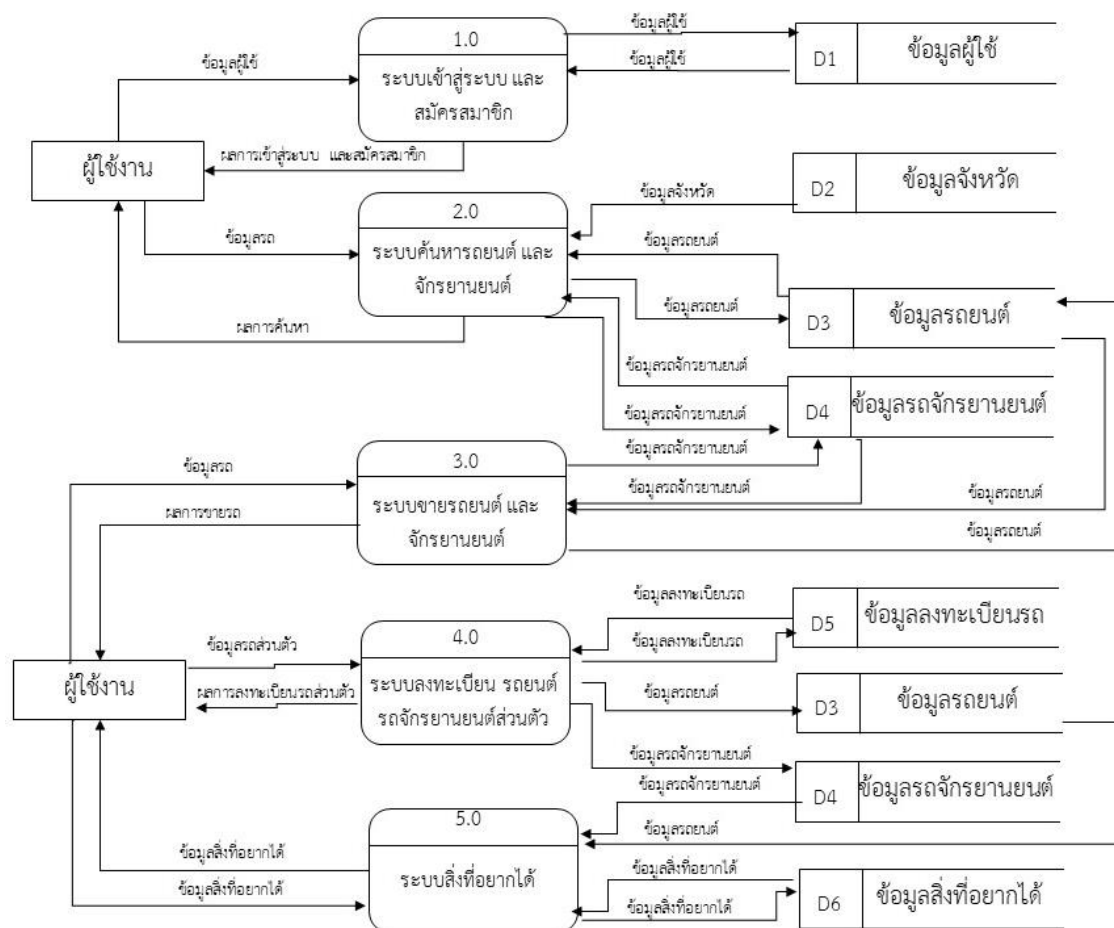 1.0
ระบบเข้าสู่ระบบ และ
สมัครสมาชิก
ข้อมูลผู้ใช้
ข้อมูลผู้ใช้
ข้อมูลผู้ใช้
D1
ข้อมูลผู้ใช้
ผู้ใช้งาน
ผลการเข้าสู่ระบบ และสมัครสมาชิก
ข้อมูลรถ
2.0
ระบบค้นหารถยนต์ และ
จักรยานยนต์
ผลการค้นหา
ข้อมูลจังหวัด
D2
ข้อมูลจังหวัด
ข้อมูลรถยนต์
ข้อมูลรถยนต์
D3
ข้อมูลรถยนต์
ข้อมูลรถจักรยานยนต์
ข้อมูลรถจักรยานยนต์
D4
ข้อมูลรถจักรยานยนต์
ข้อมูลรถ
ผลการขายรถ
3.0
ระบบขายรถยนต์ และ
จักรยานยนต์
ข้อมูลรถจักรยานยนต์
ข้อมูลรถจักรยานยนต์
ข้อมูลรถยนต์
ข้อมูลรถยนต์
ผู้ใช้งาน
ข้อมูลรถส่วนตัว
ผลการลงทะเบียนรถส่วนตัว
4.0
ระบบลงทะเบียน รถยนต์
รถจักรยานยนต์ส่วนตัว
ข้อมูลลงทะเบียนรถ
ข้อมูลลงทะเบียนรถ
D5
ข้อมูลลงทะเบียนรถ
ข้อมูลรถยนต์
D3
ข้อมูลรถยนต์
ข้อมูลรถจักรยานยนต์
ข้อมูลรถจักรยานยนต์
D4
ข้อมูลรถจักรยานยนต์
ข้อมูลรถยนต์
5.0
ระบบสิ่งที่อยากได้
ข้อมูลสิ่งที่อยากได้
ข้อมูลสิ่งที่อยากได้
ข้อมูลสิ่งที่อยากได้
ข้อมูลสิ่งที่อยากได้
D6
ข้อมูลสิ่งที่อยากได้